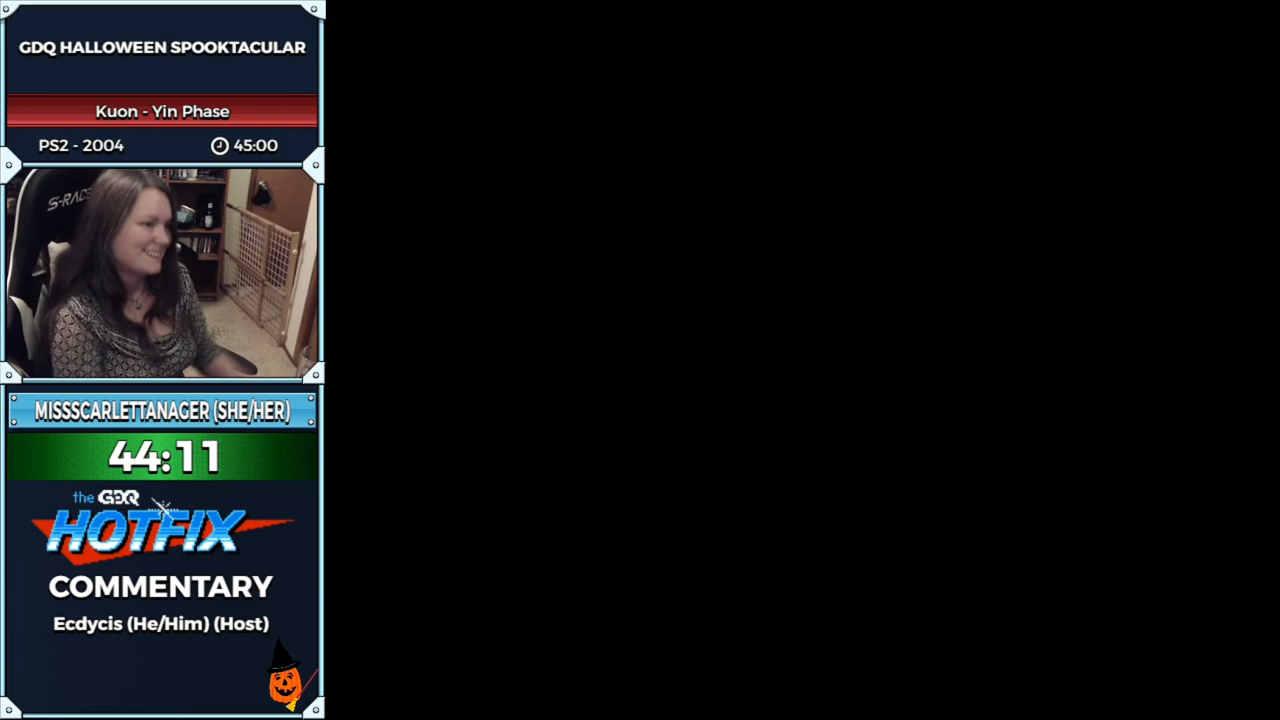 GDQ HALLOWEEN SPOOKTACULAR
Kuon - Yin Phase
PS2 - 2004 45:00
S-RACE
MISSSCARLETTANAGER (SHE/HER)
44:11
the GDQ
HOTFIX
COMMENTARY
Ecdycis (He/Him) (Host)